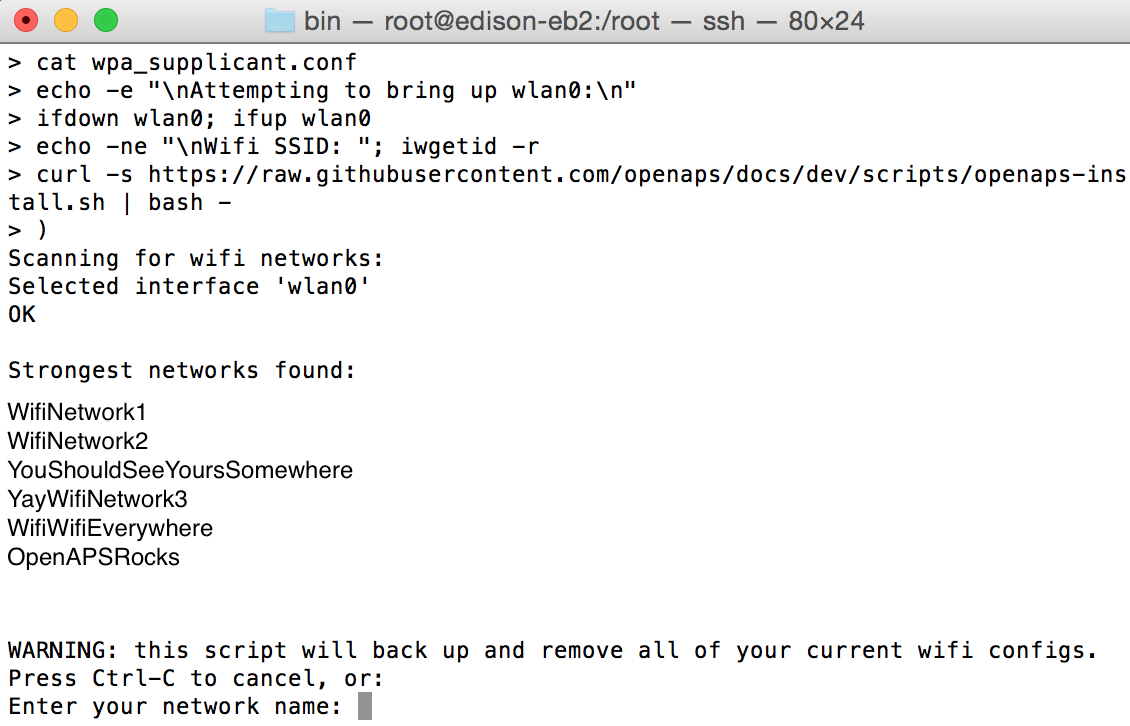 bin — root@edison-eb2:/root — ssh — 80×24
> cat wpa_supplicant.conf
> echo -e "\nAttempting to bring up wlan0:\n"
> ifdown wlan0; ifup wlan0
> echo -ne "\nWifi SSID: "; iwgetid -r
> curl -s https://raw.githubusercontent.com/openaps/docs/dev/scripts/openaps-ins
tall.sh | bash -
> )
Scanning for wifi networks:
Selected interface 'wlan0'
OK
Strongest networks found:
WifiNetwork1
WifiNetwork2
YouShouldSeeYoursSomewhere
YayWifiNetwork3
WifiWifiEverywhere
OpenAPSRocks
WARNING: this script will back up and remove all of your current wifi configs.
Press Ctrl-C to cancel, or:
Enter your network name: